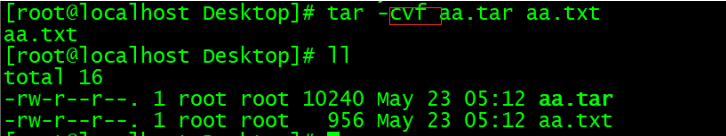 [root@localhost Desktop]# tar -cvf aa.tar aa.txt
aa.txt
[root@localhost Desktop]# ll
total 16
-rw-r--r--. 1 root root 10240 May 23 05:12 aa.tar
-rw-r--r--. 1 root root   956 May 23 05:12 aa.txt